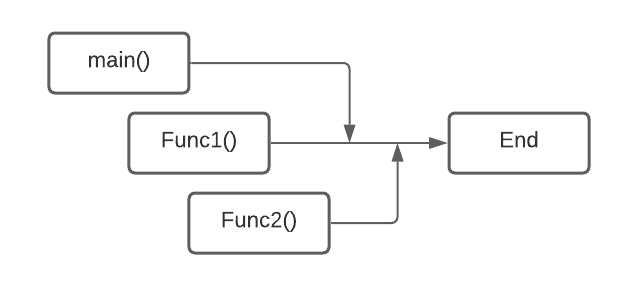 main()
Func1()
End
Func2()